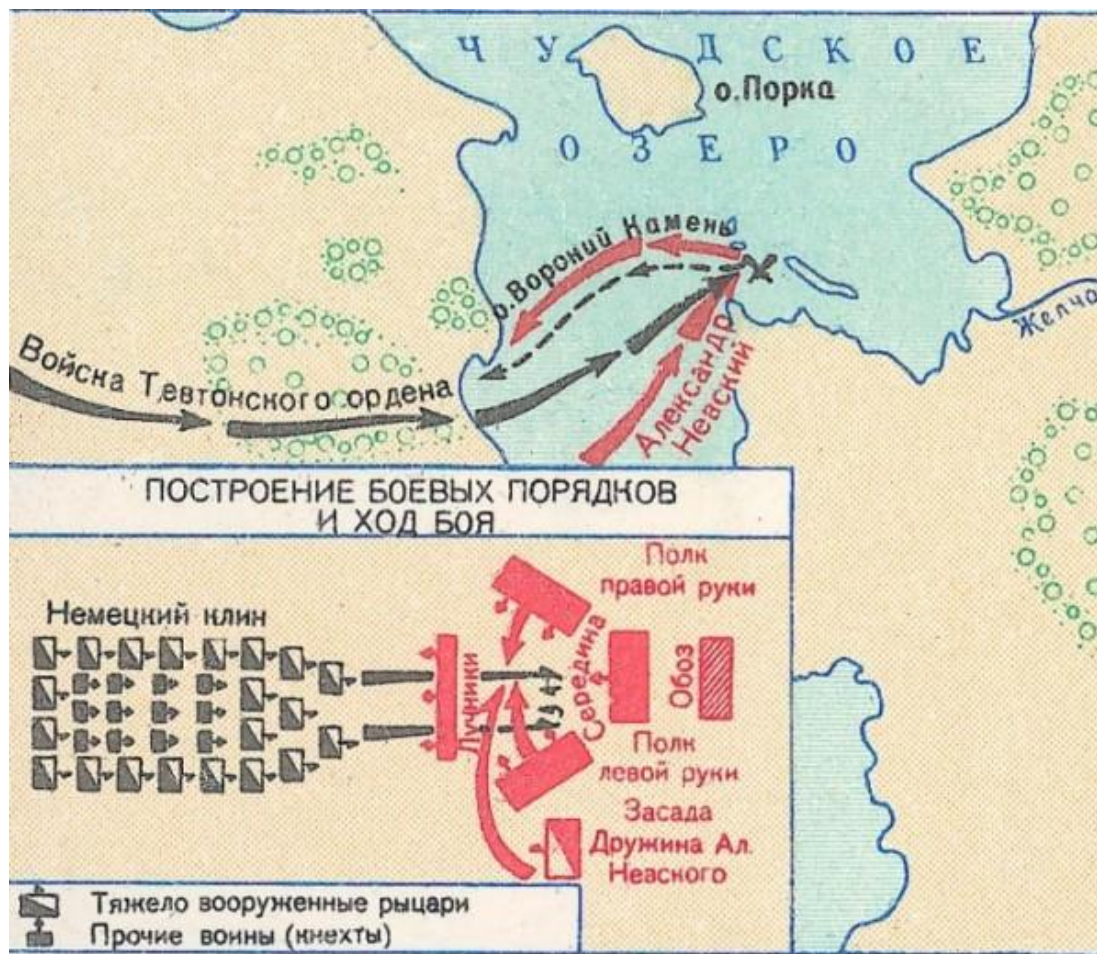 ЧУДСКОЕ
о. Порка
ОЗЕРО
о. Вороний Камень
Желча
Войска Тевтонского ордена
Александр
Невский
ПОСТРОЕНИЕ БОЕВЫХ ПОРЯДКОВ
И ХОД БОЯ
Полк
правой руки
Немецкий клин
Лучники
Середина
Обоз
Полк
левой руки
Засада
Дружина Ал.
Невского
Тяжело вооруженные рыцари
Прочие воины (кнехты)